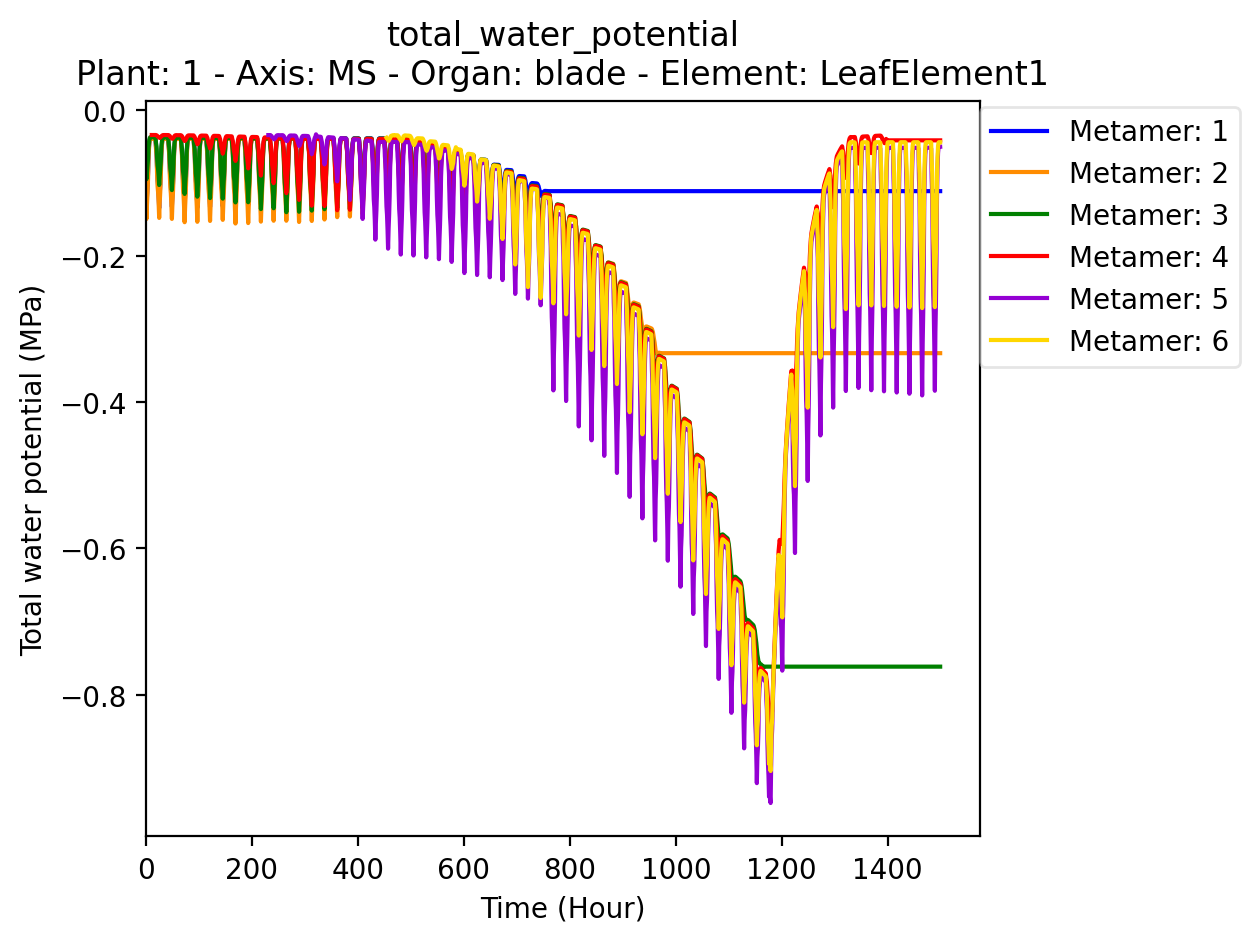 total_water_potential
Plant: 1 - Axis: MS - Organ: blade - Element: LeafElement1
0.0
−0.2
−0.4
−0.6
−0.8
Total water potential (MPa)
0
200
400
600
800
1000
1200
1400
Time (Hour)
Metamer: 1
Metamer: 2
Metamer: 3
Metamer: 4
Metamer: 5
Metamer: 6